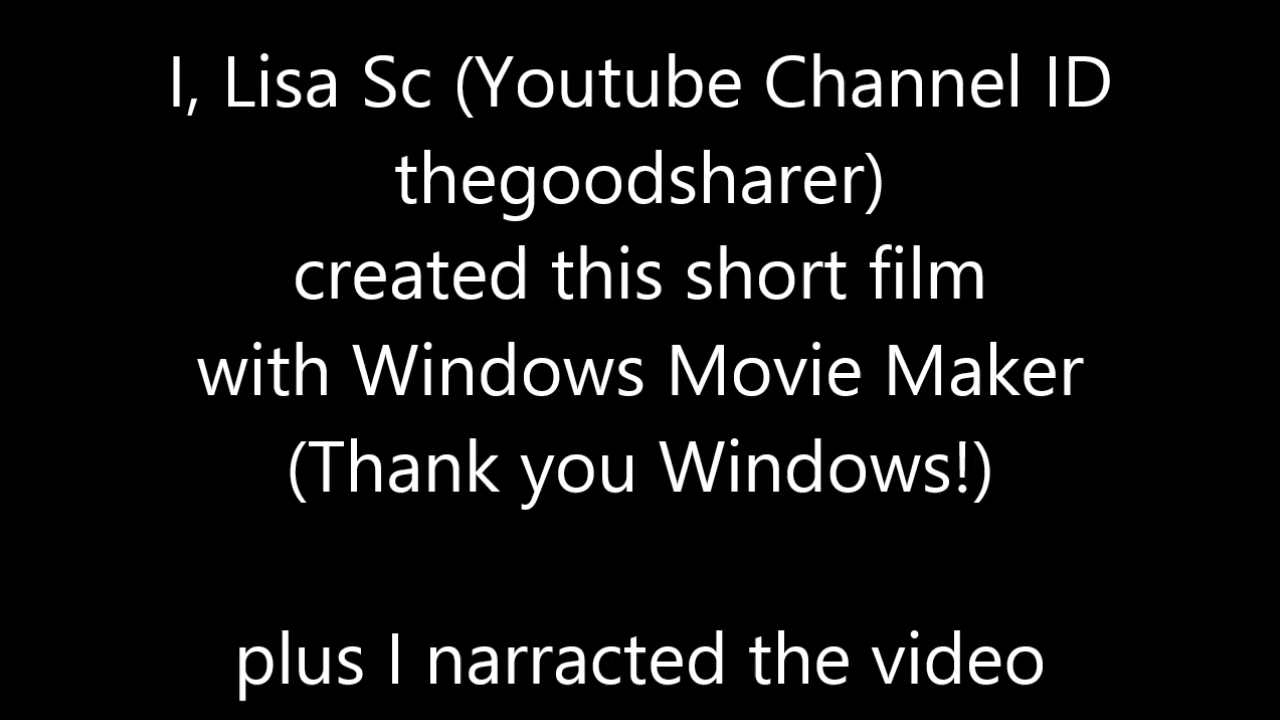 I, Lisa Sc (Youtube Channel ID
thegoodsharer)
created this short film
with Windows Movie Maker
(Thank you Windows!)
plus I narracted the video